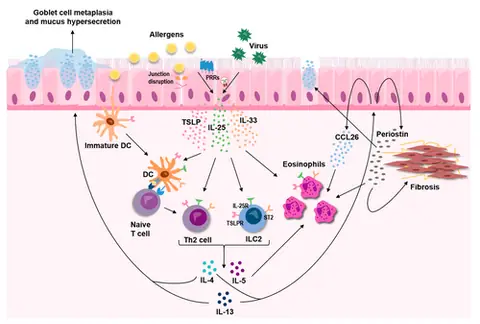 Goblet cell metaplasia
and mucus hypersecretion
Allergens
Virus
Junction
disruption
PRRs
TSLP
IL-25
IL-33
Immature DC
CCL26
Periostin
DC
Eosinophils
Fibrosis
Naive
T cell
IL-25R
TSLPR
ST2
Th2 cell
ILC2
IL-4
IL-5
IL-13